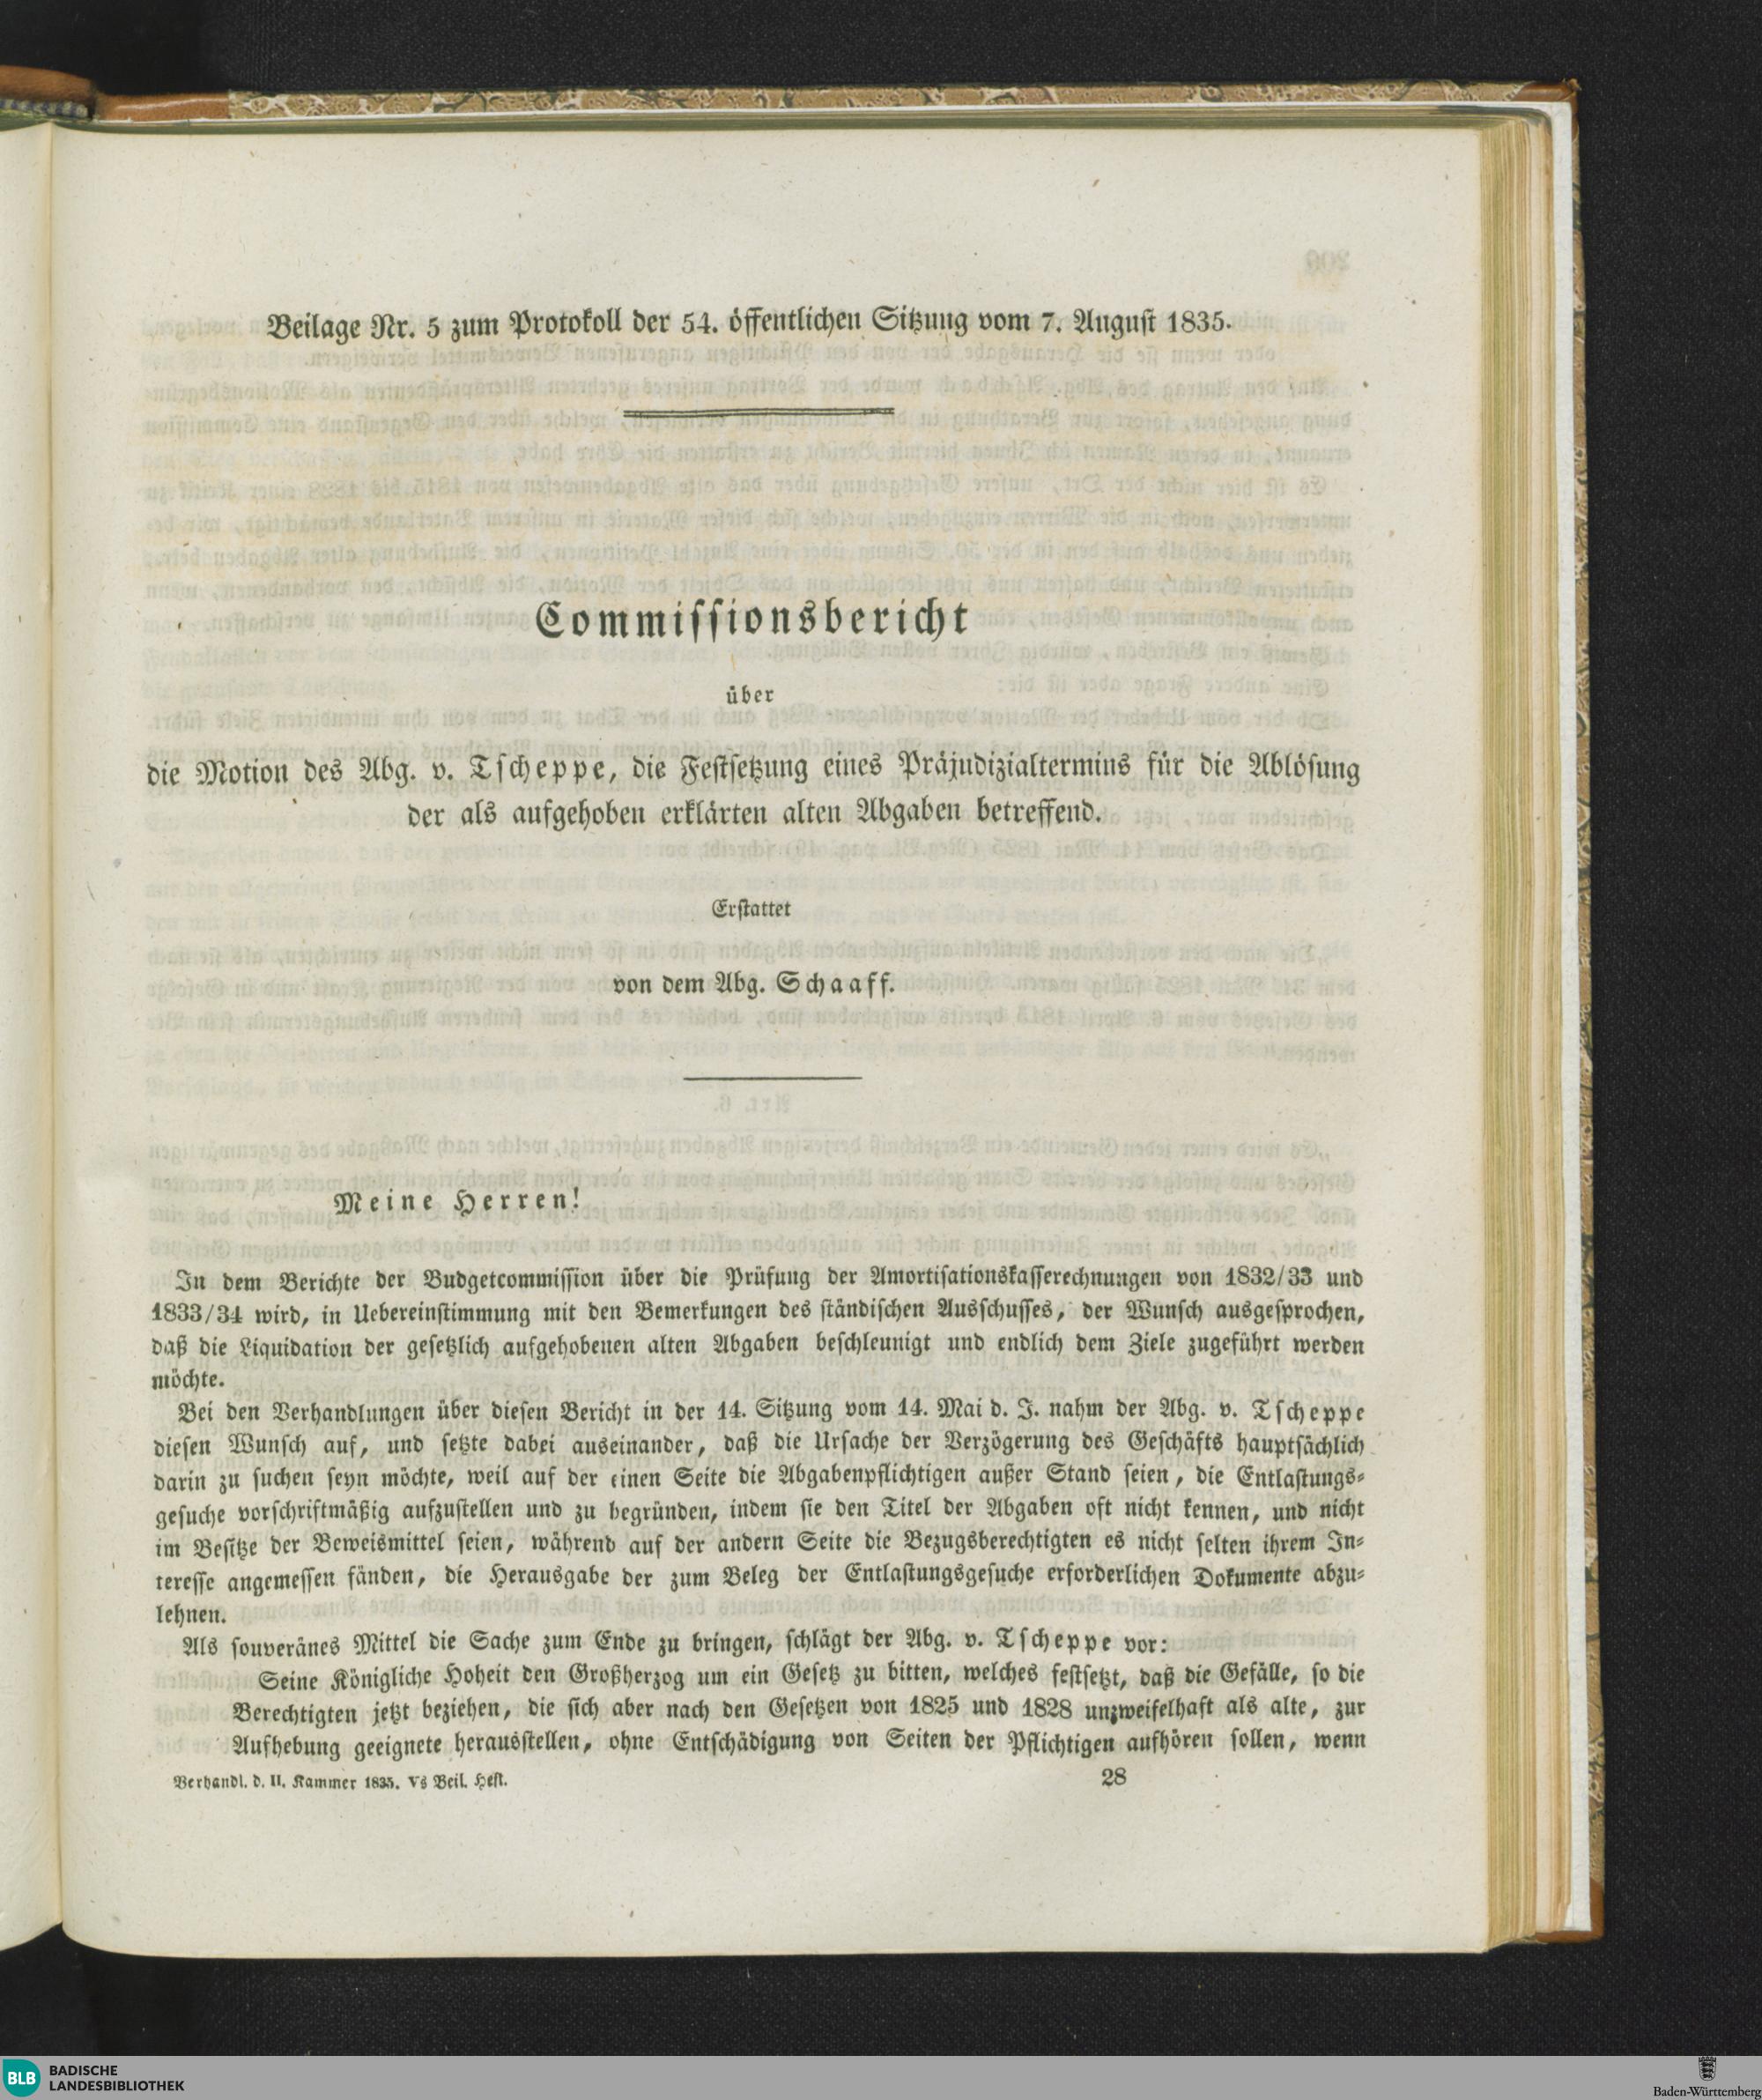 Beilage Nr. 5 zum Protokoll der 54. öffentlichen Sitzung vom 7. August 1835.
Commissionsbericht
über
die Motion des Abg. v. Tscheppe, die Festsetzung eines Präjudizialtermins für die Ablösung
der als aufgehoben erklärten alten Abgaben betreffend.
Erstattet
von dem Abg. Schaaff.
Meine Herren!
In dem Berichte der Budgetcommission über die Prüfung der Amortisationskasserechnungen von 1832/33 und
1833/34 wird, in Uebereinstimmung mit den Bemerkungen des ständischen Ausschusses, der Wunsch ausgesprochen,
daß die Liquidation der gesetzlich aufgehobenen alten Abgaben beschleunigt und endlich dem Ziele zugeführt werden
möchte.
Bei den Verhandlungen über diesen Bericht in der 14. Sitzung vom 14. Mai d. J. nahm der Abg. v. Tscheppe
diesen Wunsch auf, und setzte dabei auseinander, daß die Ursache der Verzögerung des Geschäfts hauptsächlich
darin zu suchen seyn möchte, weil auf der einen Seite die Abgabenpflichtigen außer Stand seien, die Entlastungs-
gesuche vorschriftmäßig aufzustellen und zu begründen, indem sie den Titel der Abgaben oft nicht kennen, und nicht
im Besitze der Beweismittel seien, während auf der andern Seite die Bezugsberechtigten es nicht selten ihrem In-
teresse angemessen fänden, die Herausgabe der zum Beleg der Entlastungsgesuche erforderlichen Dokumente abzu-
lehnen.
Als souveränes Mittel die Sache zum Ende zu bringen, schlägt der Abg. v. Tscheppe vor:
Seine Königliche Hoheit den Großherzog um ein Gesetz zu bitten, welches festsetzt, daß die Gefälle, so die
Berechtigten jetzt beziehen, die sich aber nach den Gesetzen von 1825 und 1828 unzweifelhaft als alte, zur
Aufhebung geeignete herausstellen, ohne Entschädigung von Seiten der Pflichtigen aufhören sollen, wenn
Verhandl. d. II. Kammer 1835. Vs Beil. Heft. 28
BLB BADISCHE
LANDESBIBLIOTHEK
Baden-Württemberg